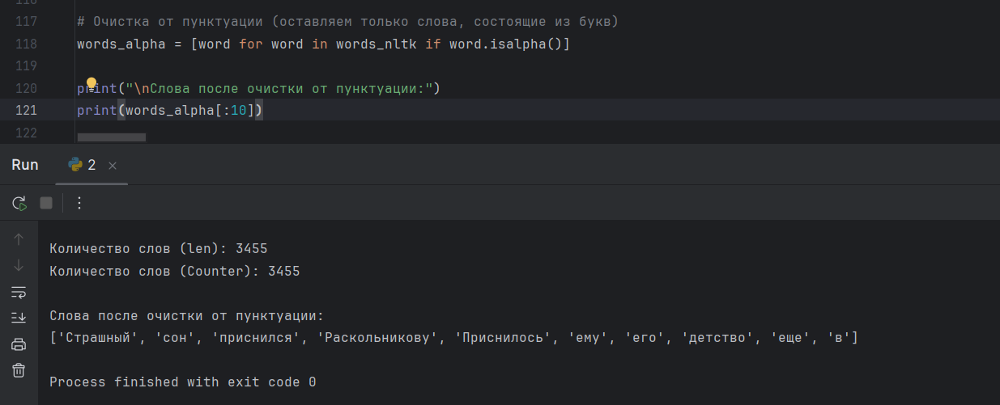 116
117 # Очистка от пунктуации (оставляем только слова, состоящие из букв)
118 words_alpha = [word for word in words_nltk if word.isalpha()]
119
120 print("\nСлова после очистки от пунктуации:")
121 print(words_alpha[:10])
122
Run 2
Количество слов (len): 3455
Количество слов (Counter): 3455
Слова после очистки от пунктуации:
['Страшный', 'сон', 'приснился', 'Раскольникову', 'Приснилось', 'ему', 'его', 'детство', 'еще', 'в']
Process finished with exit code 0